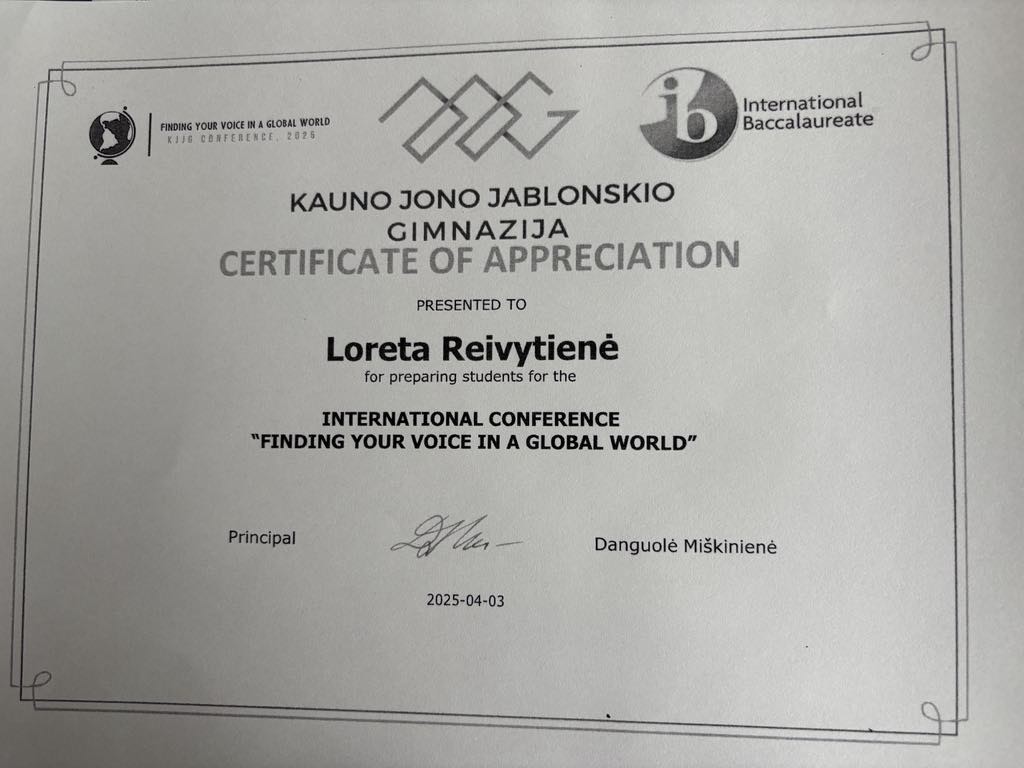 FINDING YOUR VOICE IN A GLOBAL WORLD
KJJG CONFERENCE, 2025
ib International
Baccalaureate
KAUNO JONO JABLONSKIO
GIMNAZIJA
CERTIFICATE OF APPRECIATION
PRESENTED TO
Loreta Reivytienė
for preparing students for the
INTERNATIONAL CONFERENCE
“FINDING YOUR VOICE IN A GLOBAL WORLD”
Principal
Danguolė Miškinienė
2025-04-03